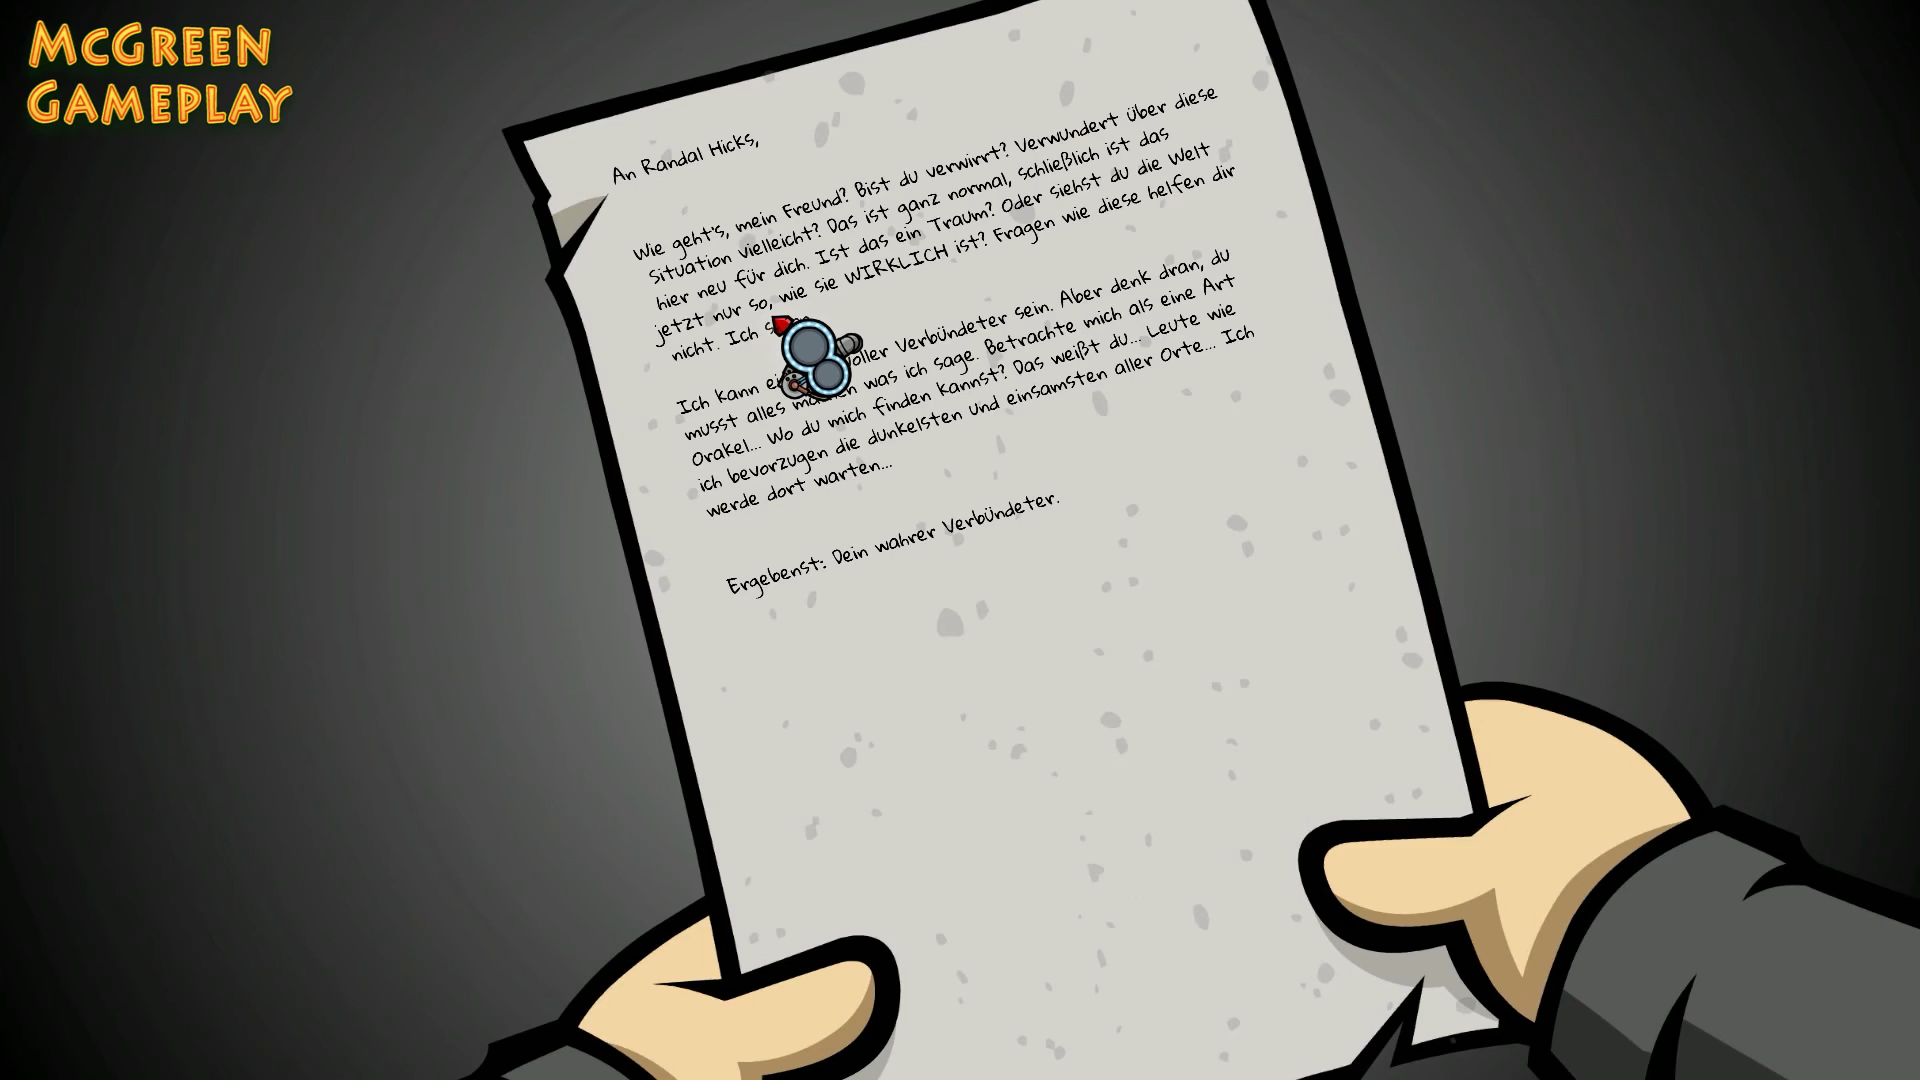 McGreen
Gameplay
An Randal Hicks,
Wie geht's, mein Freund? Bist du verwirrt? Verwundert über diese
Situation vielleicht? Das ist ganz normal, schließlich ist das
hier neu für dich. Ist das ein Traum? Oder siehst du die Welt
jetzt nur so, wie sie WIRKLICH ist? Fragen wie diese helfen dir
nicht. Ich
Ich kann Verbündeter sein. Aber denk dran, du
musst alles was ich sage. Betrachte mich als eine Art
Orakel... Wo du mich finden kannst? Das weißt du... Leute wie
ich bevorzugen die dunkelsten und einsamsten aller Orte... Ich
werde dort warten...
Ergebenst: Dein wahrer Verbündeter.